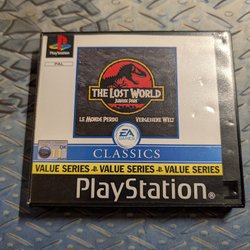 PlayStation
PAL
THE LOST WORLD
JURASSIC PARK
LE MONDE PERDU
VERGESSENE WELT
EA
CLASSICS
VALUE SERIES VALUE SERIES VALUE SERIES
PlayStation®